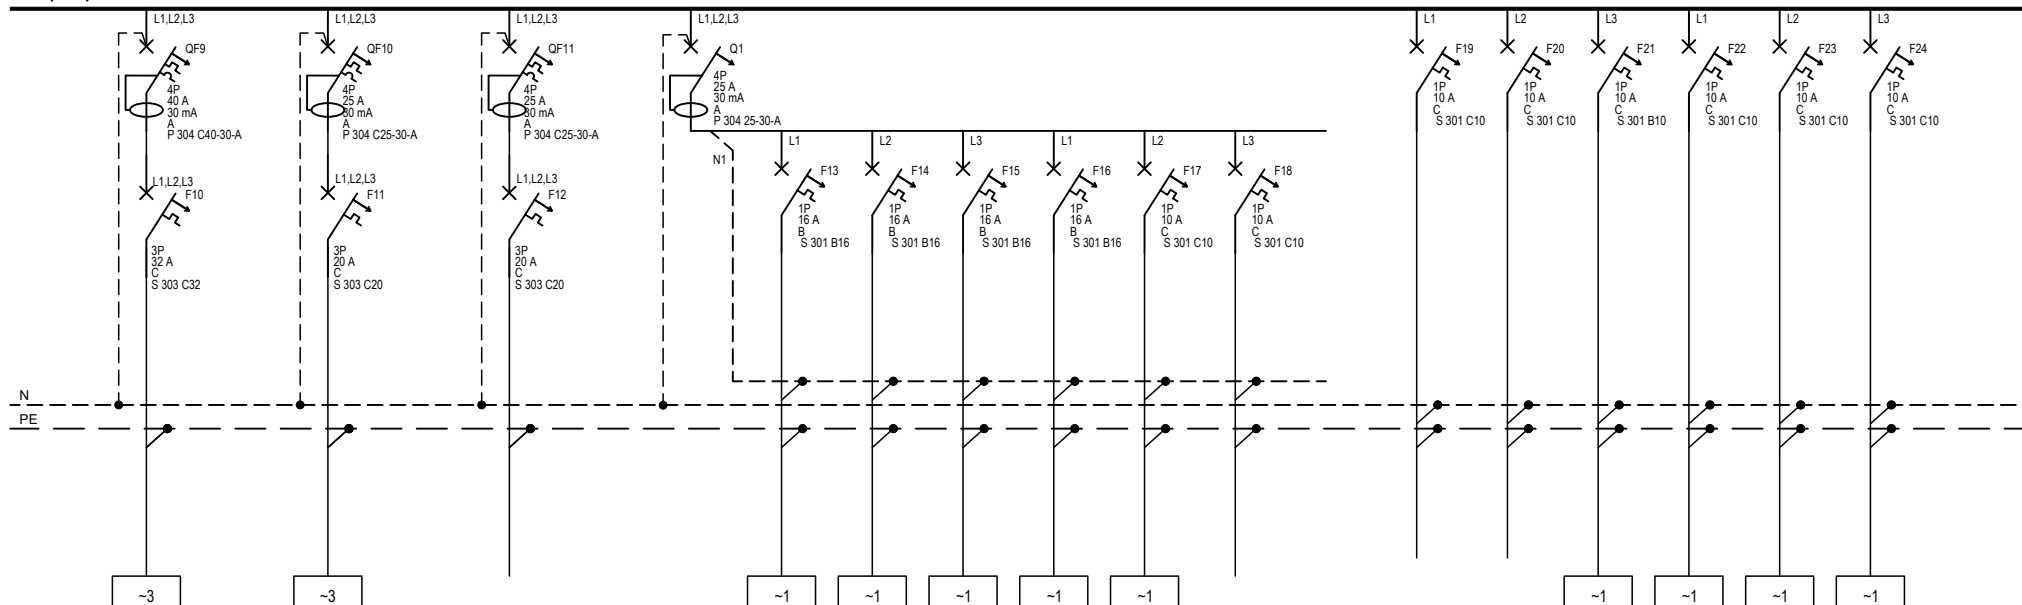 L1,L2,L3
QF9
4P
40 A
30 mA
A
P 304 C40-30-A
L1,L2,L3
F10
3P
32 A
C
S 303 C32
L1,L2,L3
QF10
4P
25 A
30 mA
A
P 304 C25-30-A
L1,L2,L3
F11
3P
20 A
C
S 303 C20
L1,L2,L3
QF11
4P
25 A
30 mA
A
P 304 C25-30-A
L1,L2,L3
F12
3P
20 A
C
S 303 C20
L1,L2,L3
Q1
4P
25 A
30 mA
A
P 304 25-30-A
N1
L1
F13
1P
16 A
B
S 301 B16
L2
F14
1P
16 A
B
S 301 B16
L3
F15
1P
16 A
B
S 301 B16
L1
F16
1P
16 A
B
S 301 B16
L2
F17
1P
10 A
C
S 301 C10
L3
F18
1P
10 A
C
S 301 C10
L1
F19
1P
10 A
C
S 301 C10
L2
F20
1P
10 A
C
S 301 C10
L3
F21
1P
10 A
C
S 301 B10
L1
F22
1P
10 A
C
S 301 C10
L2
F23
1P
10 A
C
S 301 C10
L3
F24
1P
10 A
C
S 301 C10
N
PE
~3
~3
~1
~1
~1
~1
~1
~1
~1
~1
~1